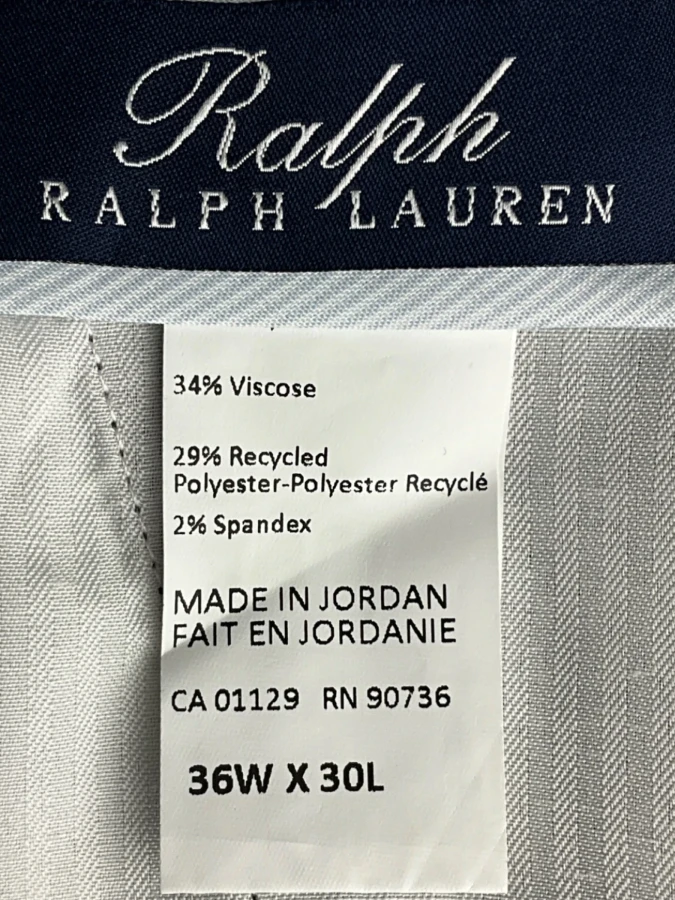 Ralph
RALPH LAUREN
34% Viscose
29% Recycled
Polyester-Polyester Recyclé
2% Spandex
MADE IN JORDAN
FAIT EN JORDANIE
CA 01129 RN 90736
36W X 30L